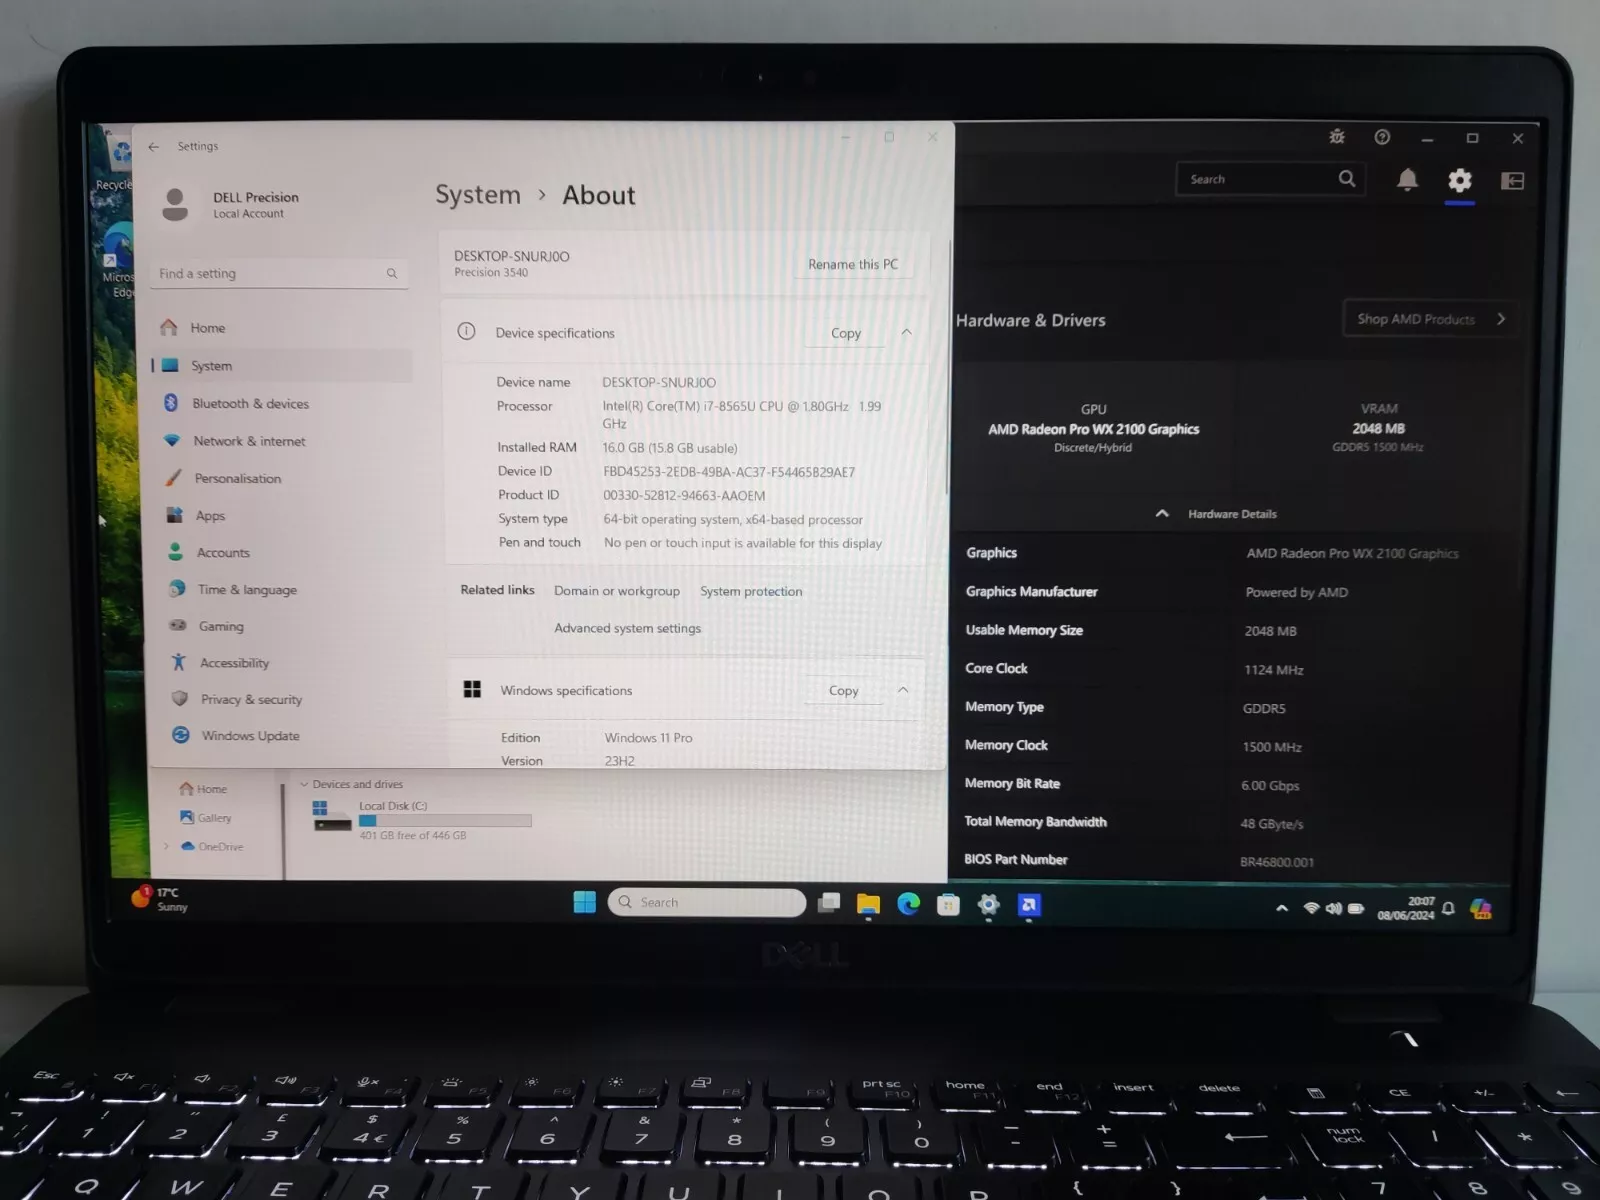 Recycle
Micros
Edge
Settings
DELL Precision
Local Account
Find a setting
Home
System
Bluetooth & devices
Network & internet
Personalisation
Apps
Accounts
Time & language
Gaming
Accessibility
Privacy & security
Windows Update
System > About
DESKTOP-SNURJ0O
Precision 3540
Rename this PC
Device specifications
Copy
Device name DESKTOP-SNURJ0O
Processor Intel(R) Core(TM) i7-8565U CPU @ 1.80GHz 1.99
GHz
Installed RAM 16.0 GB (15.8 GB usable)
Device ID FBD45253-2EDB-49BA-AC37-F54465B29AE7
Product ID 00330-52812-94663-AAOEM
System type 64-bit operating system, x64-based processor
Pen and touch No pen or touch input is available for this display
Related links Domain or workgroup System protection
Advanced system settings
Windows specifications
Copy
Edition Windows 11 Pro
Version 23H2
Home
Gallery
OneDrive
Devices and drives
Local Disk (C:)
401 GB free of 446 GB
Search
Hardware & Drivers
Shop AMD Products
GPU
AMD Radeon Pro WX 2100 Graphics
Discrete/Hybrid
VRAM
2048 MB
GDDR5 1500 MHz
Hardware Details
Graphics AMD Radeon Pro WX 2100 Graphics
Graphics Manufacturer Powered by AMD
Usable Memory Size 2048 MB
Core Clock 1124 MHz
Memory Type GDDR5
Memory Clock 1500 MHz
Memory Bit Rate 6.00 Gbps
Total Memory Bandwidth 48 GByte/s
BIOS Part Number BR46800.001
1
17°C
Sunny
Search
20:07
08/06/2024
DELL
Esc F1 F2 F3 F4 F5 F6 F7 F8 F9 prt sc F10 home F11 end F12 insert delete CE +/-
! " £ $ % ^ & * ( ) _ +
1 2 3 4 € 5 6 7 8 9 0 - = num lock / *
Q W E R T Y U I O P { } 7 8 9